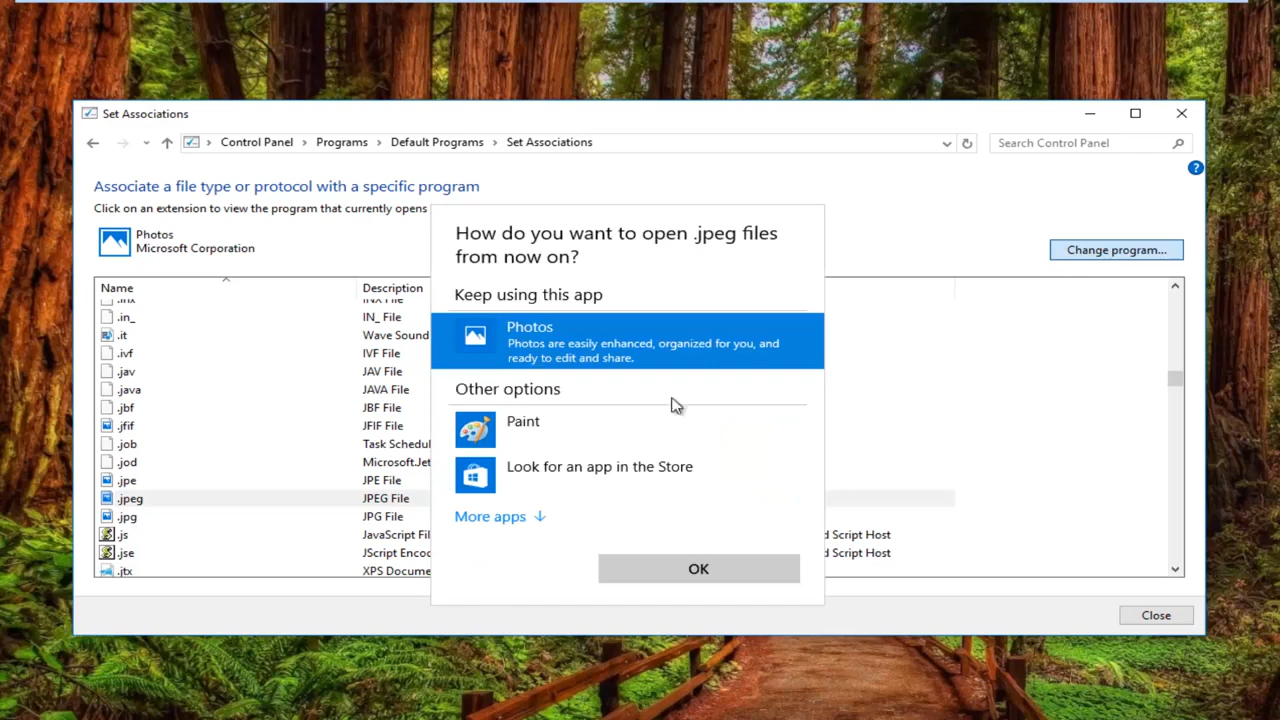 Set Associations
Control Panel > Programs > Default Programs > Set Associations
Search Control Panel
?
Associate a file type or protocol with a specific program
Click on an extension to view the program that currently opens
Photos
Microsoft Corporation
Change program...
Name
Description
.inx
INX File
.in_
IN_ File
.it
Wave Sound
.ivf
IVF File
.jav
JAV File
.java
JAVA File
.jbf
JBF File
.jfif
JFIF File
.job
Task Schedul
.jod
Microsoft.Jet
.jpe
JPE File
.jpeg
JPEG File
.jpg
JPG File
.js
JavaScript Fil
d Script Host
.jse
JScript Encoc
d Script Host
.jtx
XPS Docume
How do you want to open .jpeg files
from now on?
Keep using this app
Photos
Photos are easily enhanced, organized for you, and
ready to edit and share.
Other options
Paint
Look for an app in the Store
More apps
OK
Close